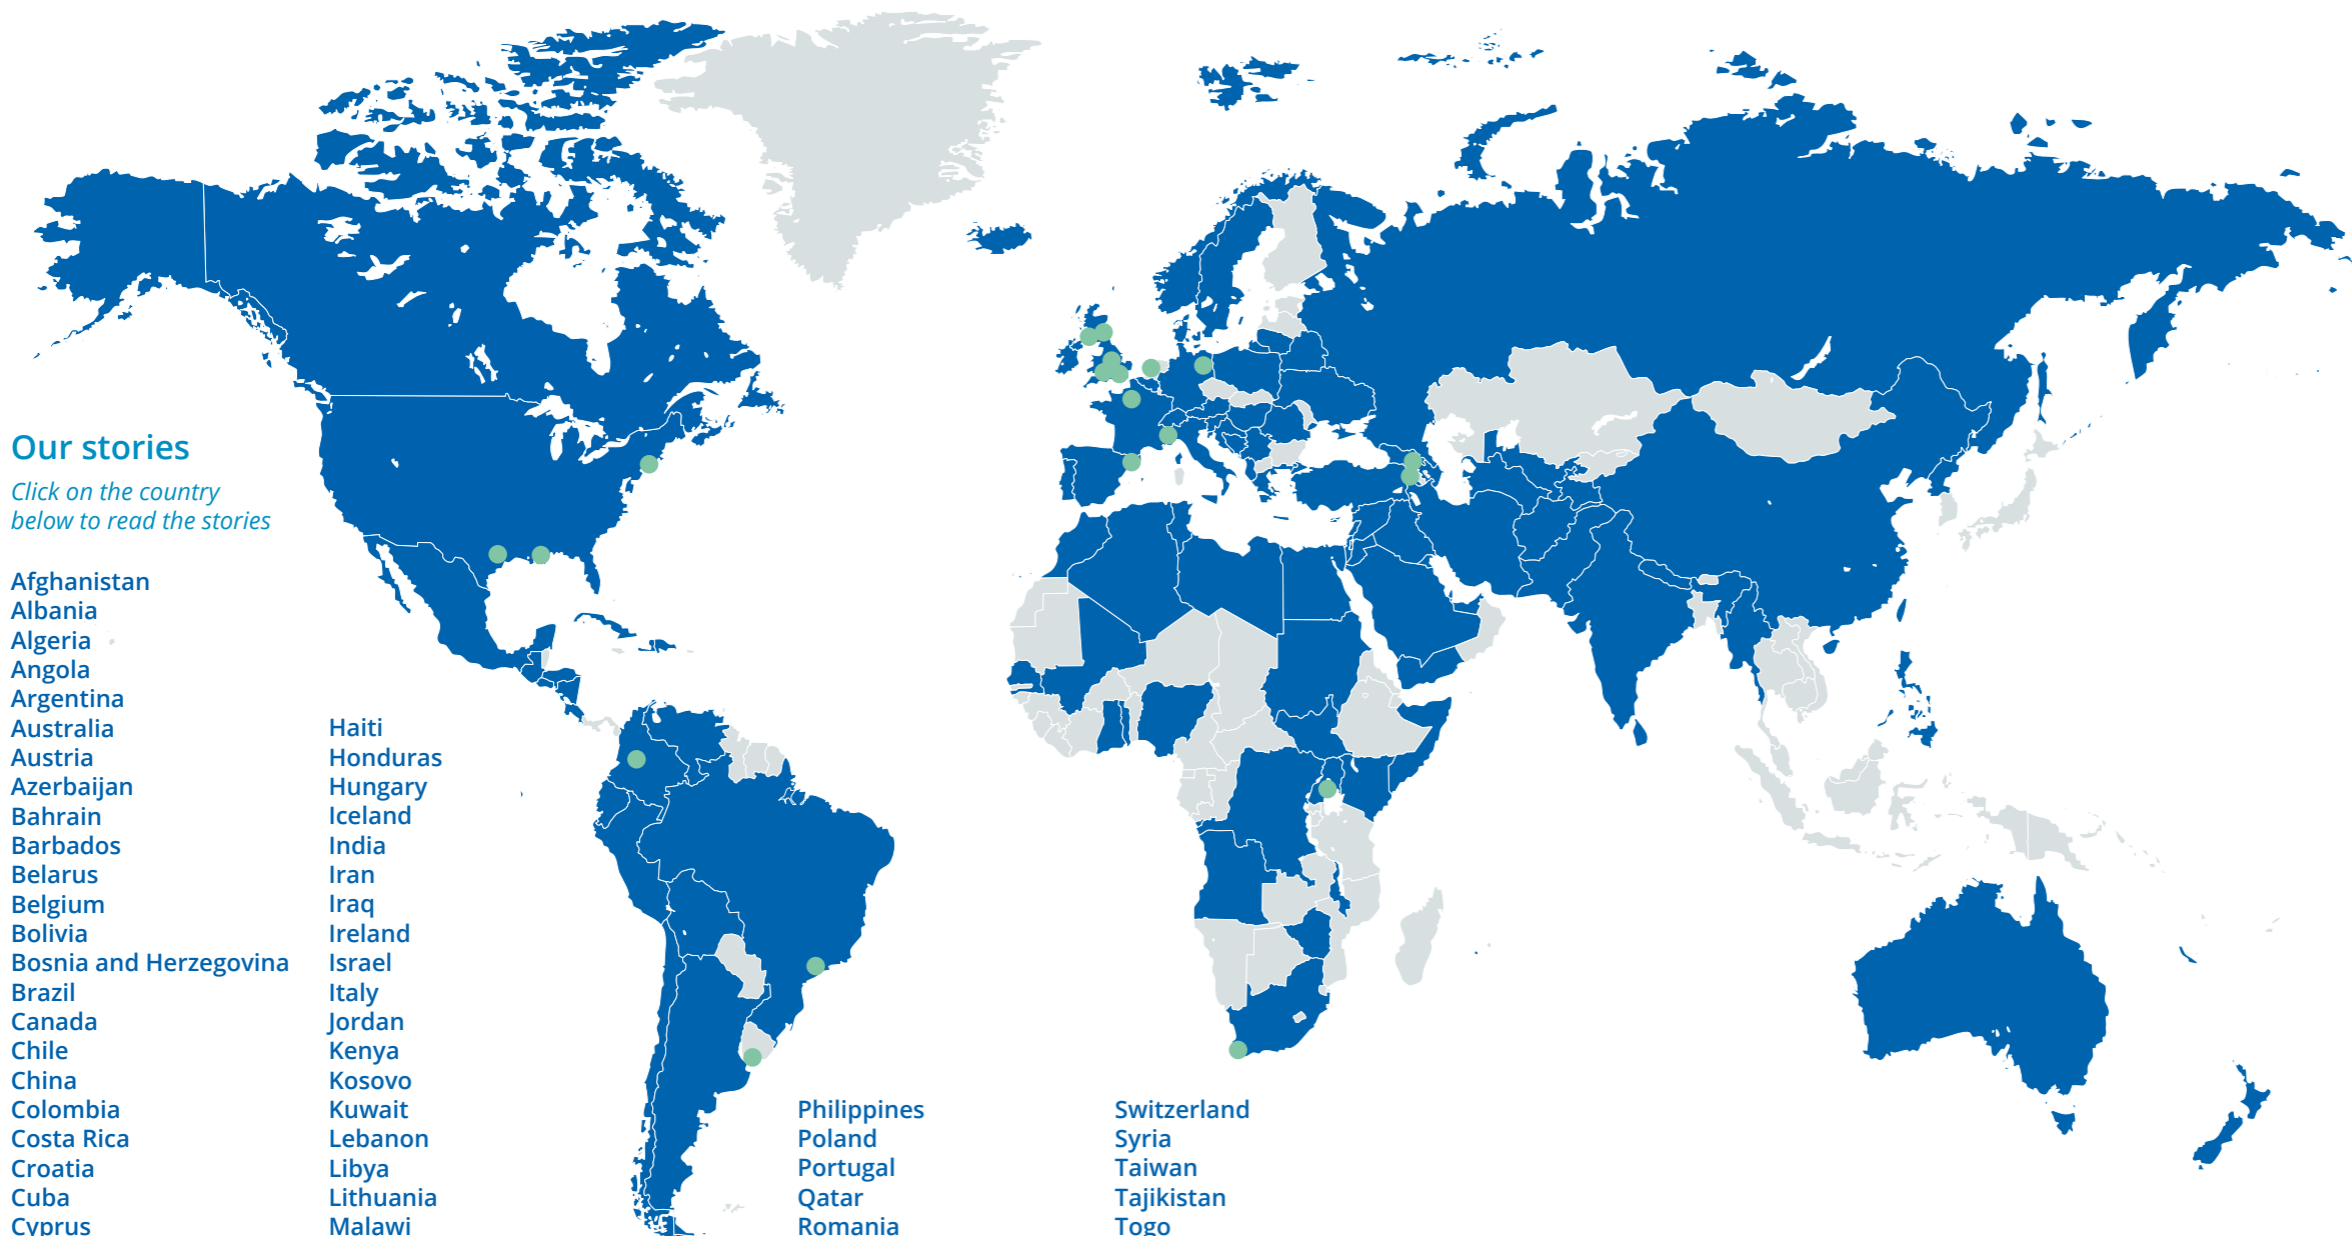 Our stories
Click on the country
below to read the stories
Afghanistan
Albania
Algeria
Angola
Argentina
Australia
Austria
Azerbaijan
Bahrain
Barbados
Belarus
Belgium
Bolivia
Bosnia and Herzegovina
Brazil
Canada
Chile
China
Colombia
Costa Rica
Croatia
Cuba
Cyprus
Haiti
Honduras
Hungary
Iceland
India
Iran
Iraq
Ireland
Israel
Italy
Jordan
Kenya
Kosovo
Kuwait
Lebanon
Libya
Lithuania
Malawi
Philippines
Poland
Portugal
Qatar
Romania
Switzerland
Syria
Taiwan
Tajikistan
Togo